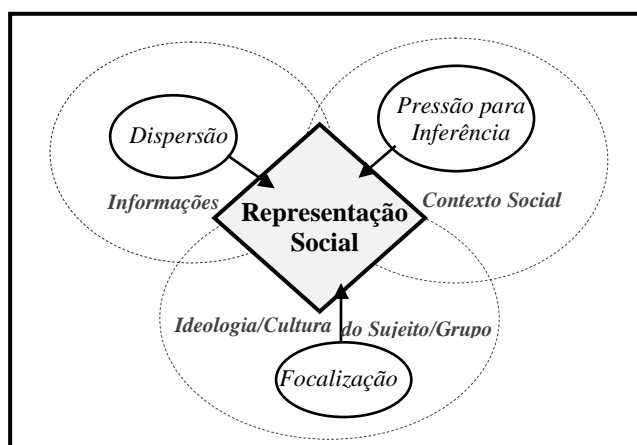 Dispersão
Pressão para
Inferência
Informações
Contexto Social
Representação
Social
Ideologia/Cultura do Sujeito/Grupo
Focalização